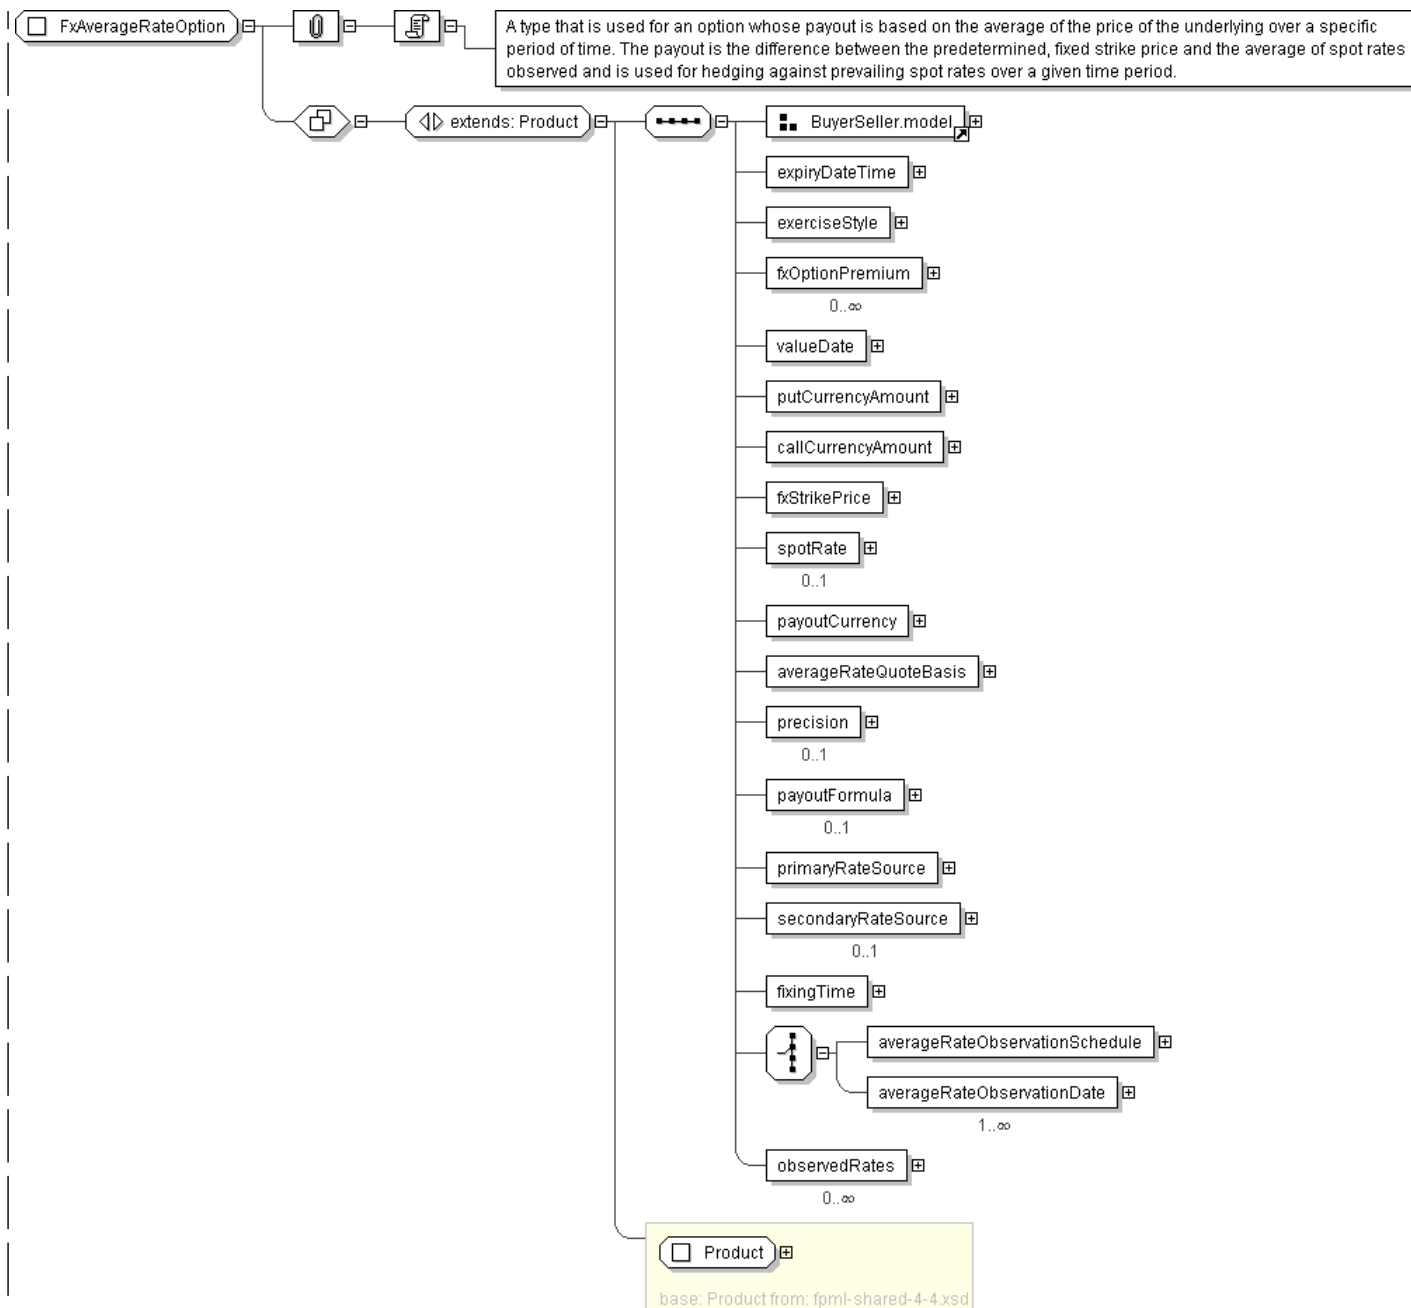 FxAverageRateOption
A type that is used for an option whose payout is based on the average of the price of the underlying over a specific
period of time. The payout is the difference between the predetermined, fixed strike price and the average of spot rates
observed and is used for hedging against prevailing spot rates over a given time period.
extends: Product
BuyerSeller.model
expiryDateTime
exerciseStyle
fxOptionPremium
0..∞
valueDate
putCurrencyAmount
callCurrencyAmount
fxStrikePrice
spotRate
0..1
payoutCurrency
averageRateQuoteBasis
precision
0..1
payoutFormula
0..1
primaryRateSource
secondaryRateSource
0..1
fixingTime
averageRateObservationSchedule
averageRateObservationDate
1..∞
observedRates
0..∞
Product
base: Product from: fpml-shared-4-4.xsd